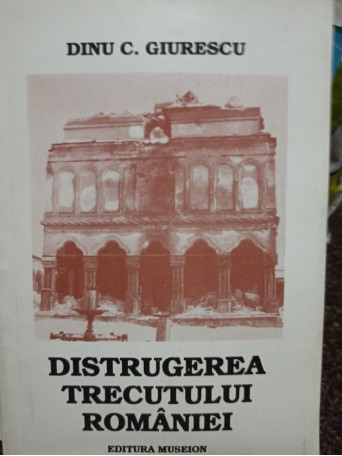 DINU C. GIURESCU
DISTRUGEREA
TRECUTULUI
ROMÂNIEI
EDITURA MUSEION